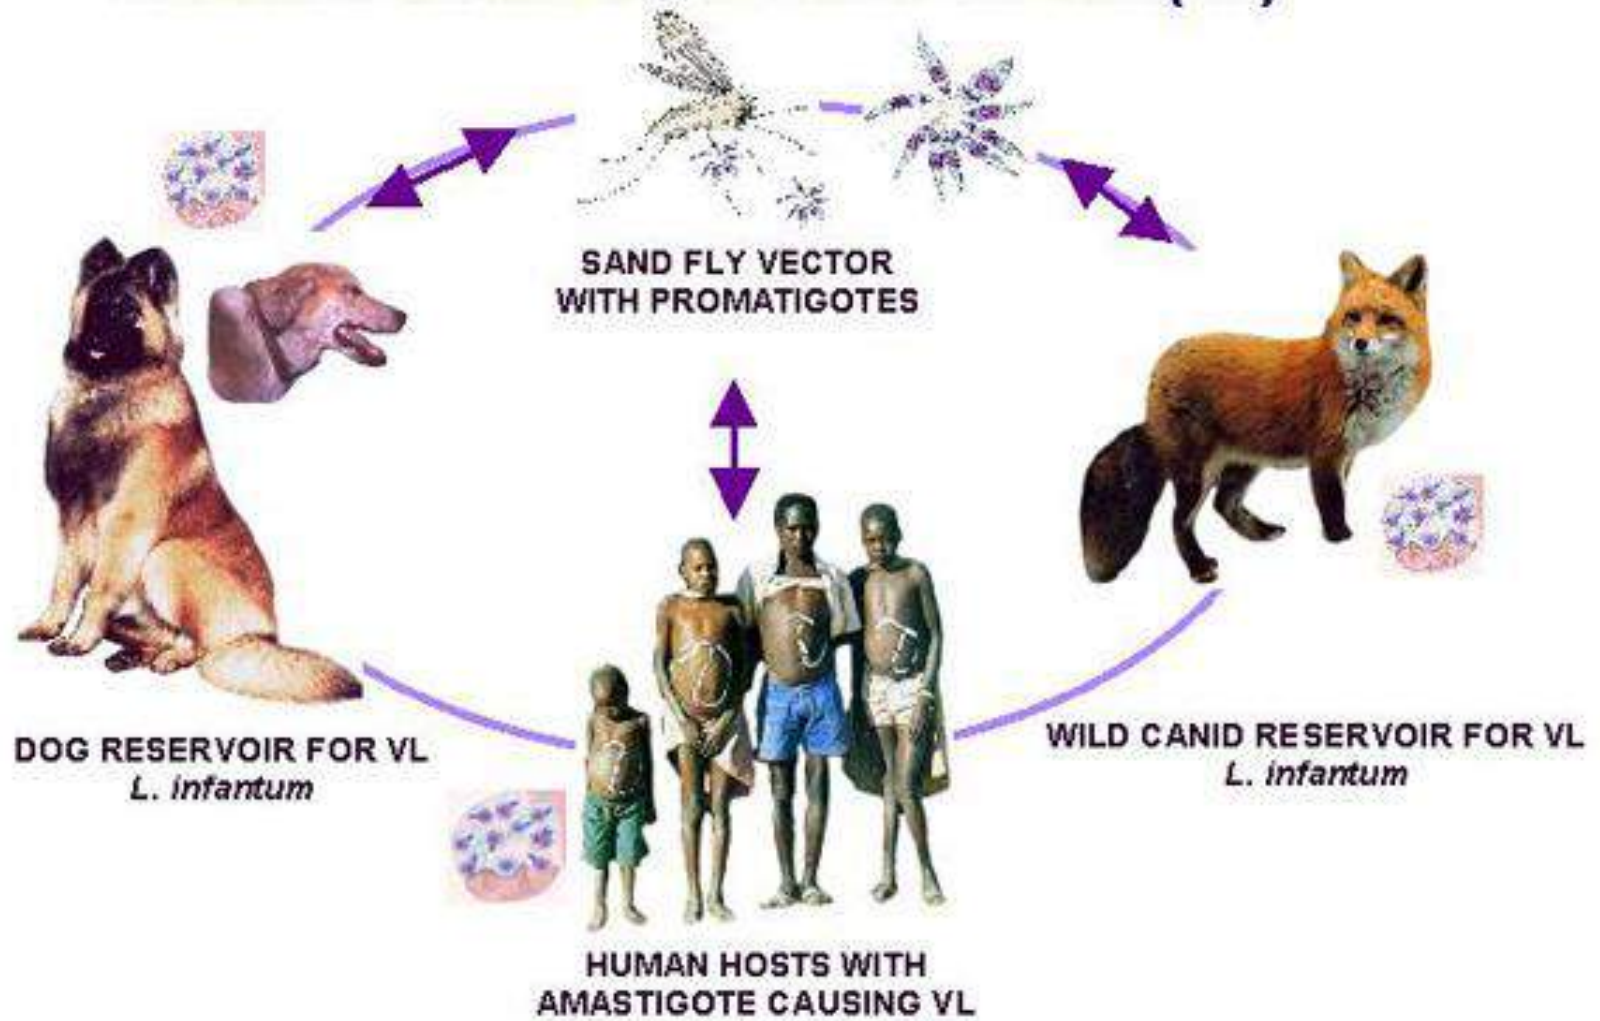 SAND FLY VECTOR
WITH PROMATIGOTES
DOG RESERVOIR FOR VL
L. infantum
WILD CANID RESERVOIR FOR VL
L. infantum
HUMAN HOSTS WITH
AMASTIGOTE CAUSING VL